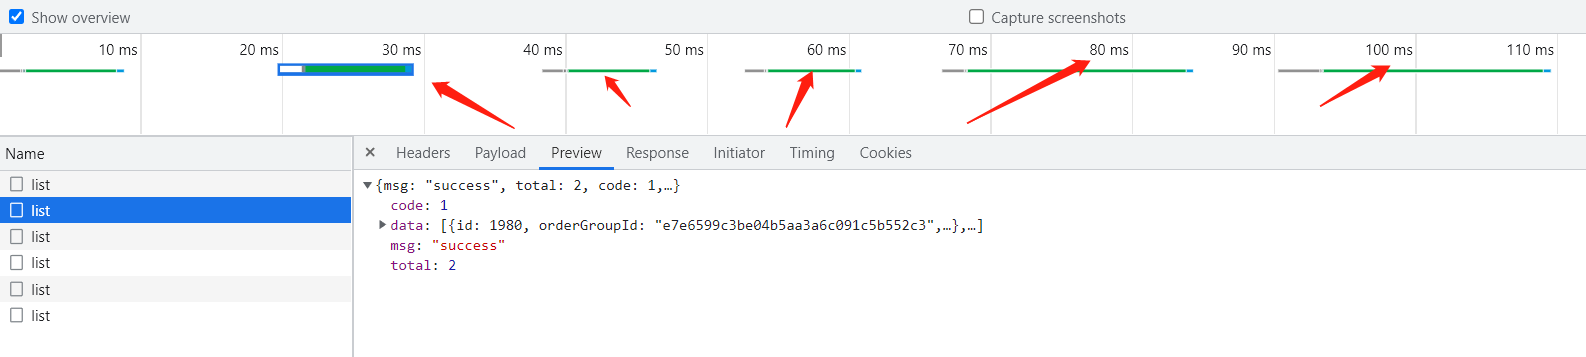 Show overview
Capture screenshots
10 ms 20 ms 30 ms 40 ms 50 ms 60 ms 70 ms 80 ms 90 ms 100 ms 110 ms
Name
Headers Payload Preview Response Initiator Timing Cookies
list
list
list
list
list
list
{msg: "success", total: 2, code: 1,…}
code: 1
data: [{id: 1980, orderGroupId: "e7e6599c3be04b5aa3a6c091c5b552c3",…},…]
msg: "success"
total: 2